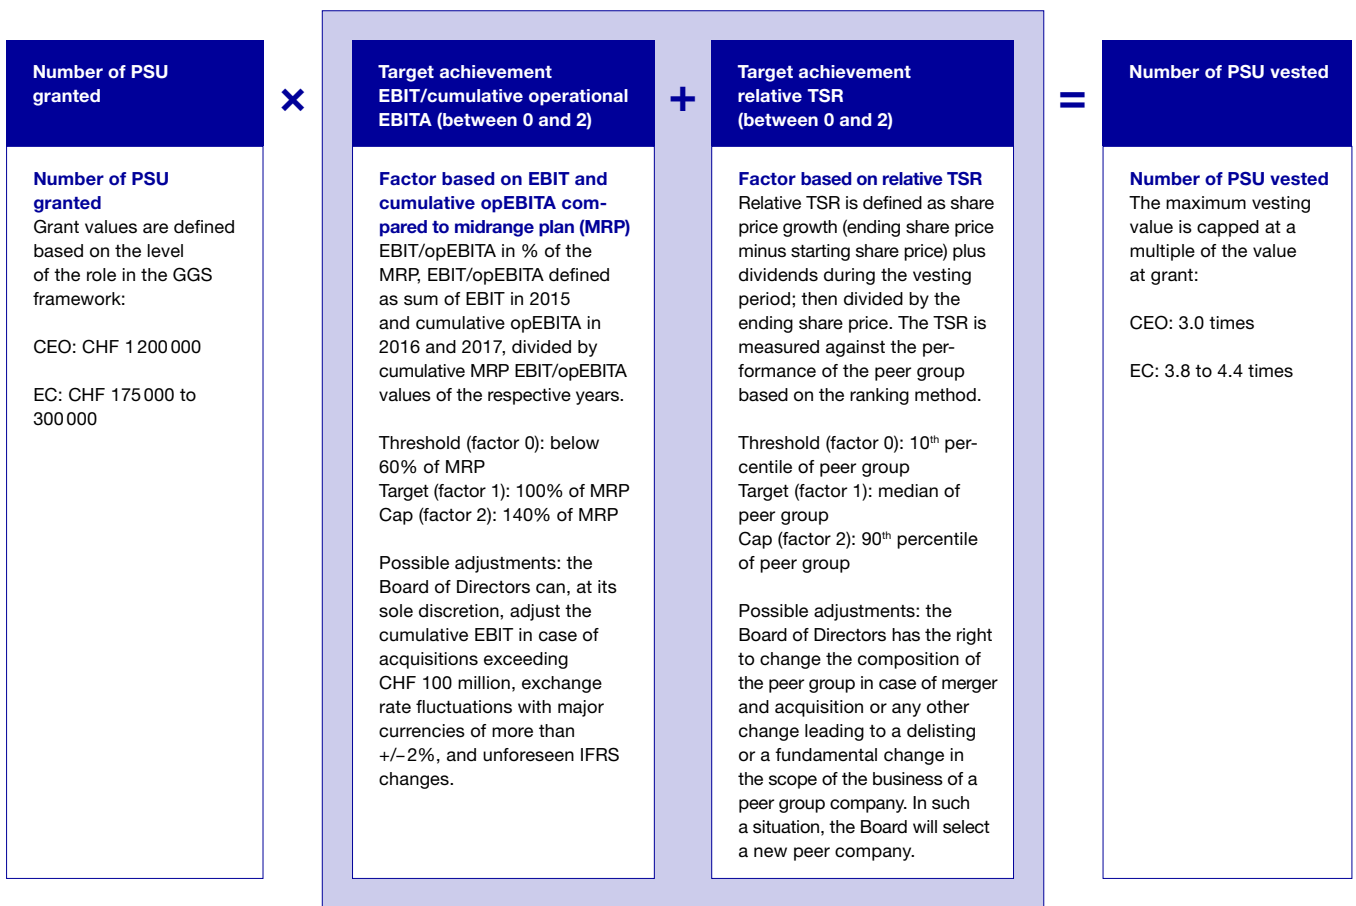 Number of PSU
granted
×
Target achievement
EBIT/cumulative operational
EBITA (between 0 and 2)
+
Target achievement
relative TSR
(between 0 and 2)
=
Number of PSU vested
Number of PSU
granted
Grant values are defined
based on the level
of the role in the GGS
framework:
CEO: CHF 1 200 000
EC: CHF 175 000 to
300 000
Factor based on EBIT and
cumulative opEBITA com-
pared to midrange plan (MRP)
EBIT/opEBITA in % of the
MRP, EBIT/opEBITA defined
as sum of EBIT in 2015
and cumulative opEBITA in
2016 and 2017, divided by
cumulative MRP EBIT/opEBITA
values of the respective years.
Threshold (factor 0): below
60% of MRP
Target (factor 1): 100% of MRP
Cap (factor 2): 140% of MRP
Possible adjustments: the
Board of Directors can, at its
sole discretion, adjust the
cumulative EBIT in case of
acquisitions exceeding
CHF 100 million, exchange
rate fluctuations with major
currencies of more than
+/−2%, and unforeseen IFRS
changes.
Factor based on relative TSR
Relative TSR is defined as share
price growth (ending share price
minus starting share price) plus
dividends during the vesting
period; then divided by the
ending share price. The TSR is
measured against the per-
formance of the peer group
based on the ranking method.
Threshold (factor 0): 10th per-
centile of peer group
Target (factor 1): median of
peer group
Cap (factor 2): 90th percentile
of peer group
Possible adjustments: the
Board of Directors has the right
to change the composition of
the peer group in case of merger
and acquisition or any other
change leading to a delisting
or a fundamental change in
the scope of the business of a
peer group company. In such
a situation, the Board will select
a new peer company.
Number of PSU vested
The maximum vesting
value is capped at a
multiple of the value
at grant:
CEO: 3.0 times
EC: 3.8 to 4.4 times